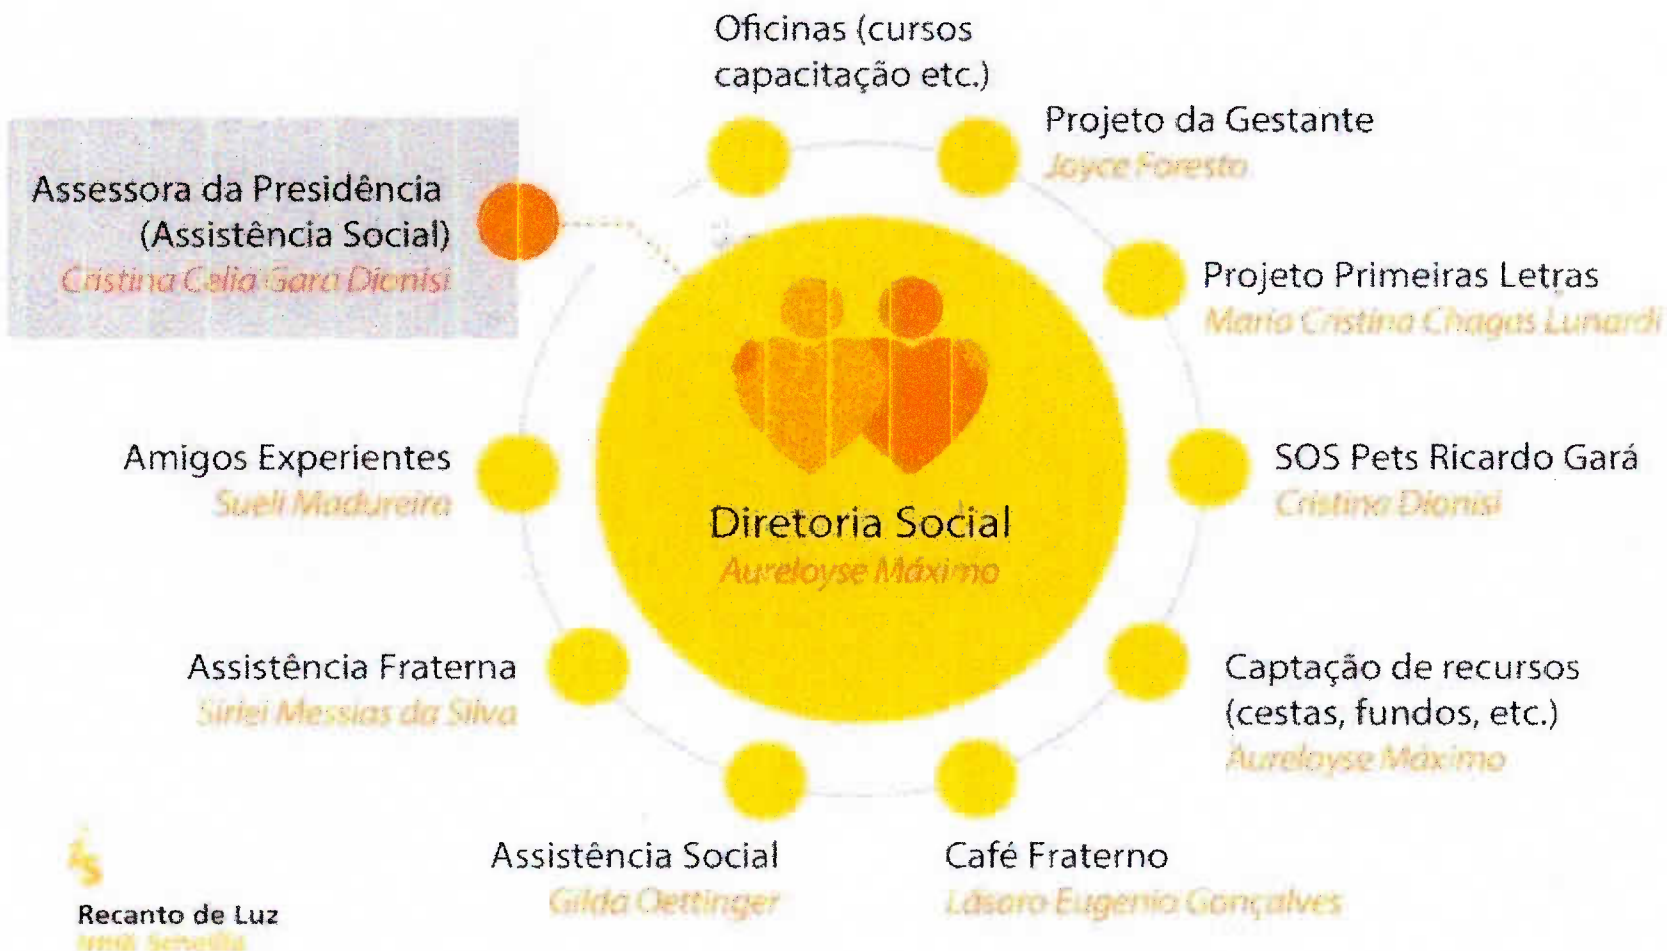 Oficinas (cursos
capacitação etc.)
Projeto da Gestante
Joyce Foresto
Assessora da Presidência
(Assistência Social)
Cristina Celia Gara Dionisi
Projeto Primeiras Letras
Maria Cristina Chagas Lunardi
Amigos Experientes
Sueli Madureira
SOS Pets Ricardo Gará
Cristina Dionisi
Diretoria Social
Aureloyse Máximo
Assistência Fraterna
Sirlei Messias da Silva
Captação de recursos
(cestas, fundos, etc.)
Aureloyse Máximo
Assistência Social
Gilda Oettinger
Café Fraterno
Lásaro Eugenio Gonçalves
Recanto de Luz